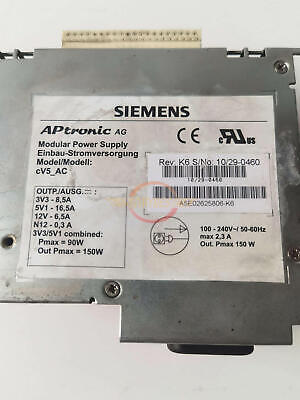 SIEMENS
APtronic AG
Modular Power Supply
Einbau-Stromversorgung
Model/Modell:
cV5_AC
Rev. K6 S/No: 10/29-0460
10/29-0460
A5E02625806-K6
OUTP/AUSG. :
3V3 - 8,5A
5V1 - 16,5A
12V - 6,5A
N12 - 0,3 A
3V3/5V1 combined:
Pmax = 90W
Out Pmax = 150W
100 - 240V~/ 50-60Hz
max 2,3 A
Out. Pmax 150 W